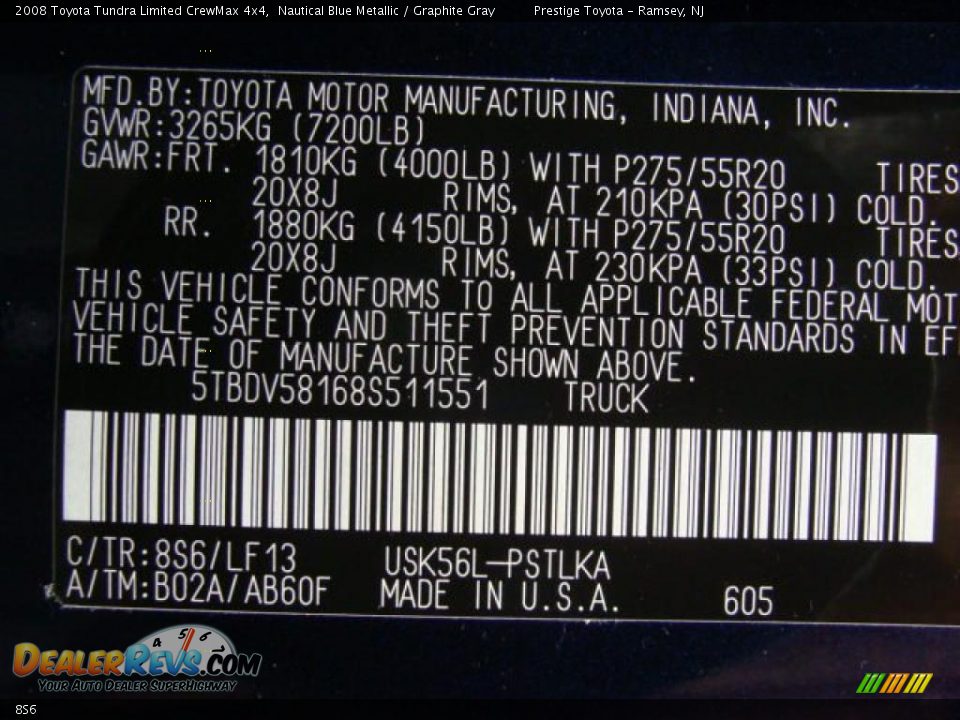 2008 Toyota Tundra Limited CrewMax 4x4, Nautical Blue Metallic / Graphite Gray Prestige Toyota - Ramsey, NJ
MFD.BY:TOYOTA MOTOR MANUFACTURING, INDIANA, INC.
GVWR:3265KG (7200LB)
GAWR:FRT. 1810KG (4000LB) WITH P275/55R20 TIRES
20X8J RIMS, AT 210KPA (30PSI) COLD.
RR. 1880KG (4150LB) WITH P275/55R20 TIRES
20X8J RIMS, AT 230KPA (33PSI) COLD.
THIS VEHICLE CONFORMS TO ALL APPLICABLE FEDERAL MOT
VEHICLE SAFETY AND THEFT PREVENTION STANDARDS IN EF
THE DATE OF MANUFACTURE SHOWN ABOVE.
5TBDV58168S511551 TRUCK
C/TR:8S6/LF13 USK56L-PSTLKA
A/TM:B02A/AB60F MADE IN U.S.A. 605
4 5 6
DEALERREVS.COM
YOUR AUTO DEALER SUPERHIGHWAY
8S6